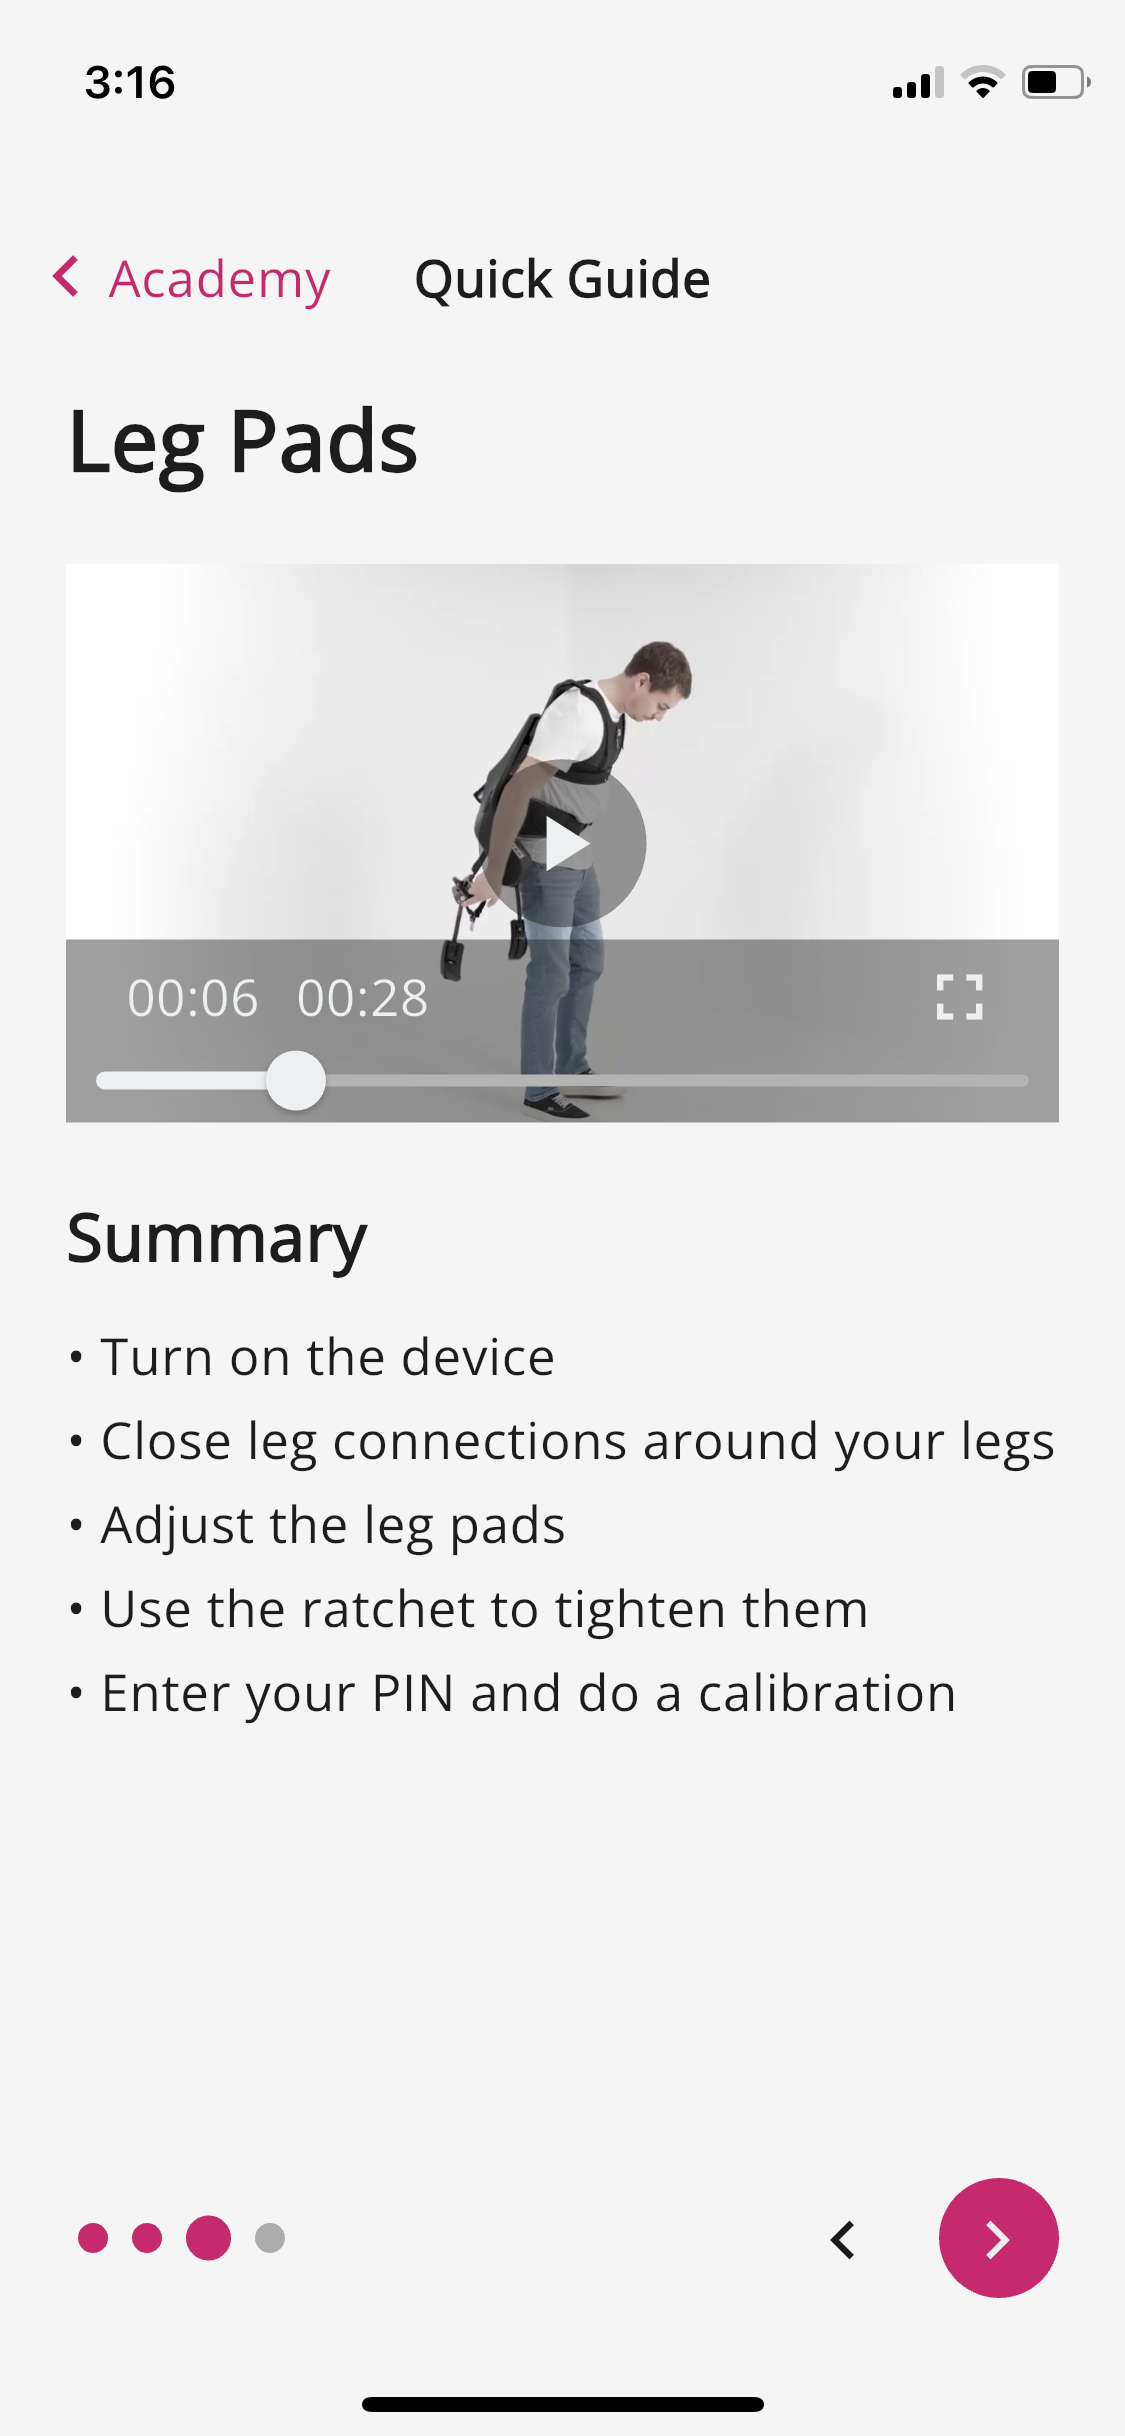 3:16
Academy
Quick Guide
Leg Pads
00:06 00:28
Summary
• Turn on the device
• Close leg connections around your legs
• Adjust the leg pads
• Use the ratchet to tighten them
• Enter your PIN and do a calibration